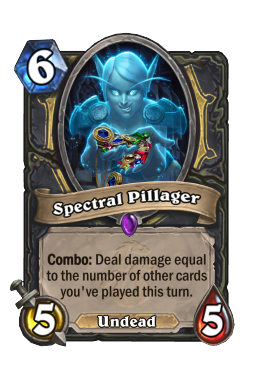 6
Spectral Pillager
Combo: Deal damage equal
to the number of other cards
you've played this turn.
5
Undead
5